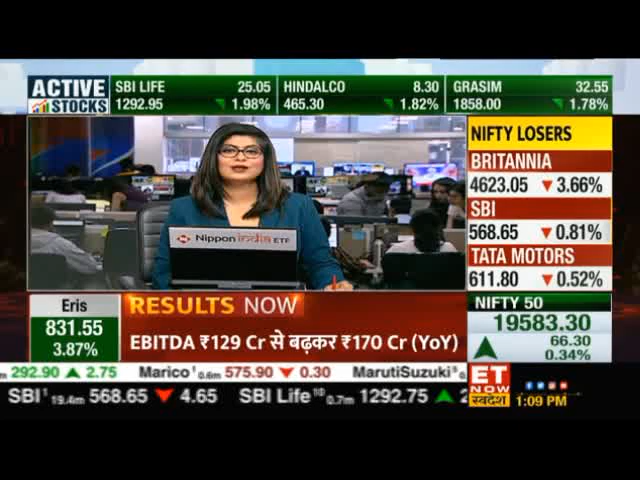 ACTIVE
STOCKS
SBI LIFE 25.05
1292.95 1.98%
HINDALCO 8.30
465.30 1.82%
GRASIM 32.55
1858.00 1.78%
NIFTY LOSERS
BRITANNIA
4623.05 ▼ 3.66%
SBI
568.65 ▼ 0.81%
TATA MOTORS
611.80 ▼ 0.52%
Nippon india ETF
Eris
831.55
3.87%
RESULTS NOW
EBITDA ₹129 Cr से बढ़कर ₹170 Cr (YoY)
NIFTY 50
19583.30
▲ 66.30
0.34%
292.90 ▲ 2.75 Marico 0.6m 575.90 ▼ 0.30 MarutiSuzuki
SBI 19.4m 568.65 ▼ 4.65 SBI Life 0.7m 1292.75 ▲ 2
ET
NOW
स्वदेश
1:09 PM